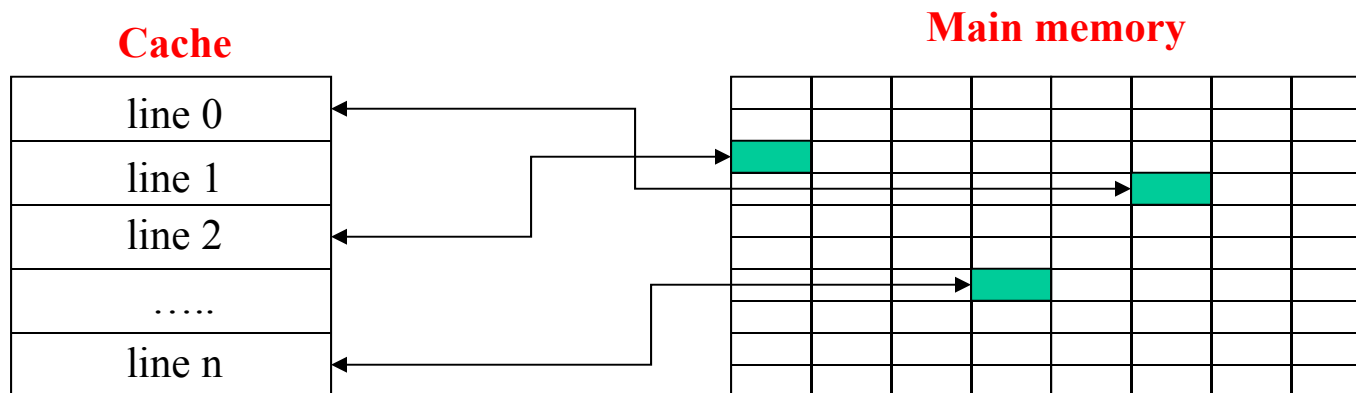 Cache
Main memory
line 0
line 1
line 2
…..
line n